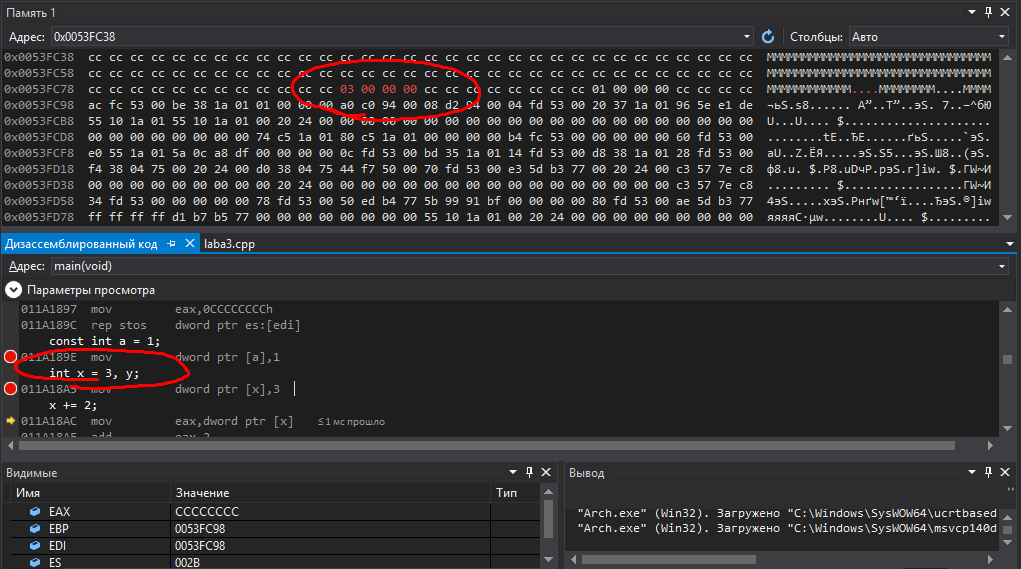 Память 1
Адрес: 0x0053FC38 Столбцы: Авто
0x0053FC38 cc cc cc cc cc cc cc cc cc cc cc cc cc cc cc cc cc cc cc cc cc cc cc cc cc cc cc cc cc cc cc cc ММММММММММММММММММММММММММММММММ
0x0053FC58 cc cc cc cc cc cc cc cc cc cc cc cc cc cc cc cc cc cc cc cc cc cc cc cc cc cc cc cc cc cc cc cc ММММММММММММММММММММММММММММММММ
0x0053FC78 cc cc cc cc cc cc cc cc cc cc cc cc 03 00 00 00 cc cc cc cc cc cc cc cc 01 00 00 00 cc cc cc cc ММММММММММММ....ММММММММ....ММММ
0x0053FC98 ac fc 53 00 be 38 1a 01 01 00 00 00 a0 c0 94 00 08 d2 94 00 04 fd 53 00 20 37 1a 01 96 5e e1 de
0x0053FCB8 55 10 1a 01 55 10 1a 01 00 20 24 00 00 00 00 00 00 00 00 00 00 00 00 00 00 00 00 00 00 00 00 00 U...U.... $.....................
0x0053FCD8 00 00 00 00 00 00 00 00 74 c5 1a 01 80 c5 1a 01 00 00 00 00 b4 fc 53 00 00 00 00 00 60 fd 53 00 ........tЕ..ЂЕ......ґьS.....`эS.
0x0053FCF8 e0 55 1a 01 5a 0c a8 df 00 00 00 00 0c fd 53 00 bd 35 1a 01 14 fd 53 00 d8 38 1a 01 28 fd 53 00 аU..Z.ЁЯ.....эS.Ѕ5...эS.Ш8..(эS.
0x0053FD18 f4 38 04 75 00 20 24 00 d0 38 04 75 44 f7 50 00 70 fd 53 00 e3 5d b3 77 00 20 24 00 c3 57 7e c8 ф8.u. $.Р8.uDчP.pэS.г]іw. $.ГW~И
0x0053FD38 00 00 00 00 00 00 00 00 00 20 24 00 00 00 00 00 00 00 00 00 00 00 00 00 00 00 00 00 c3 57 7e c8 ......... $.................ГW~И
0x0053FD58 34 fd 53 00 00 00 00 00 78 fd 53 00 50 ed b4 77 5b 99 91 bf 00 00 00 00 80 fd 53 00 ae 5d b3 77 4эS.....xэS.Pнґw[™‘ї....ЂэS.®]іw
0x0053FD78 ff ff ff ff d1 b7 b5 77 00 00 00 00 00 00 00 00 00 00 00 00 55 10 1a 01 00 20 24 00 00 00 00 00 яяяяС·µw............U.... $.....
Дизассемблированный код laba3.cpp
Адрес: main(void)
Параметры просмотра
011A1897 mov eax,0CCCCCCCCh
011A189C rep stos dword ptr es:[edi]
const int a = 1;
011A189E mov dword ptr [a],1
int x = 3, y;
011A18A5 mov dword ptr [x],3
x += 2;
011A18AC mov eax,dword ptr [x] ≤1 мс прошло
011A18AF add eax,2
Видимые
Имя Значение Тип
EAX CCCCCCCC
EBP 0053FC98
EDI 0053FC98
ES 002B
Вывод
"Arch.exe" (Win32). Загружено "C:\Windows\SysWOW64\ucrtbased
"Arch.exe" (Win32). Загружено "C:\Windows\SysWOW64\msvcp140d